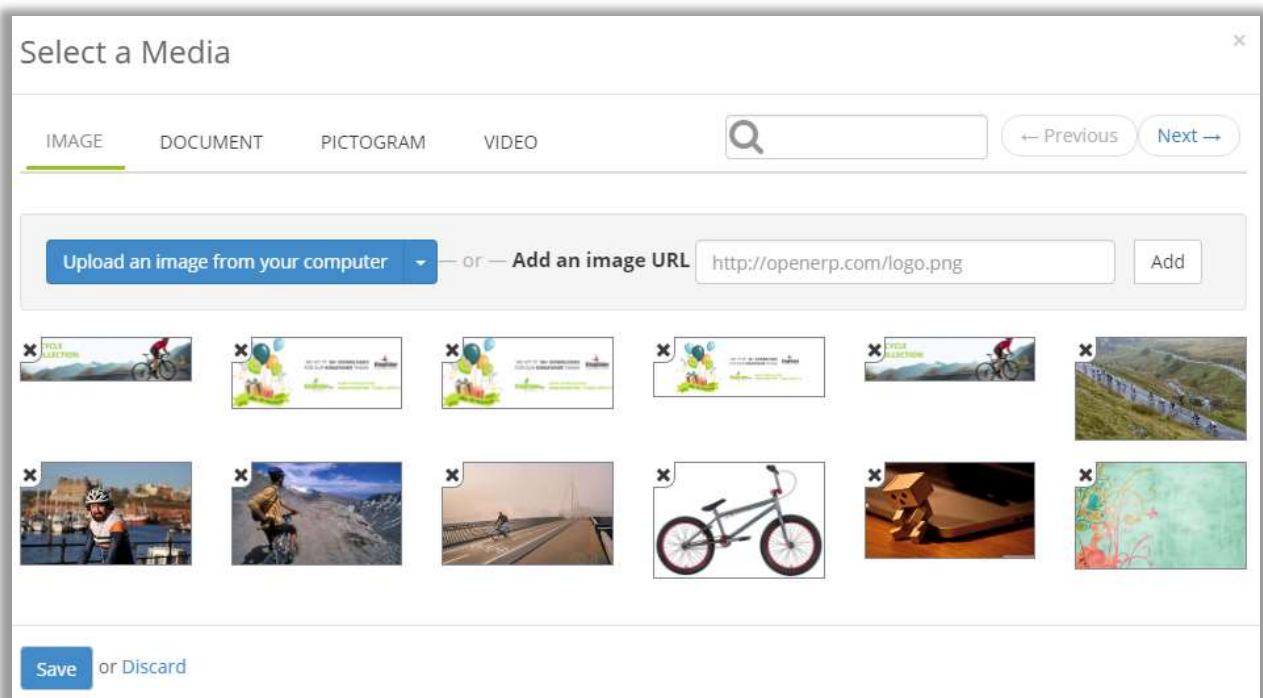 Select a Media
×
IMAGE DOCUMENT PICTOGRAM VIDEO ← Previous Next →
Upload an image from your computer — or — Add an image URL http://openerp.com/logo.png Add
Save or Discard